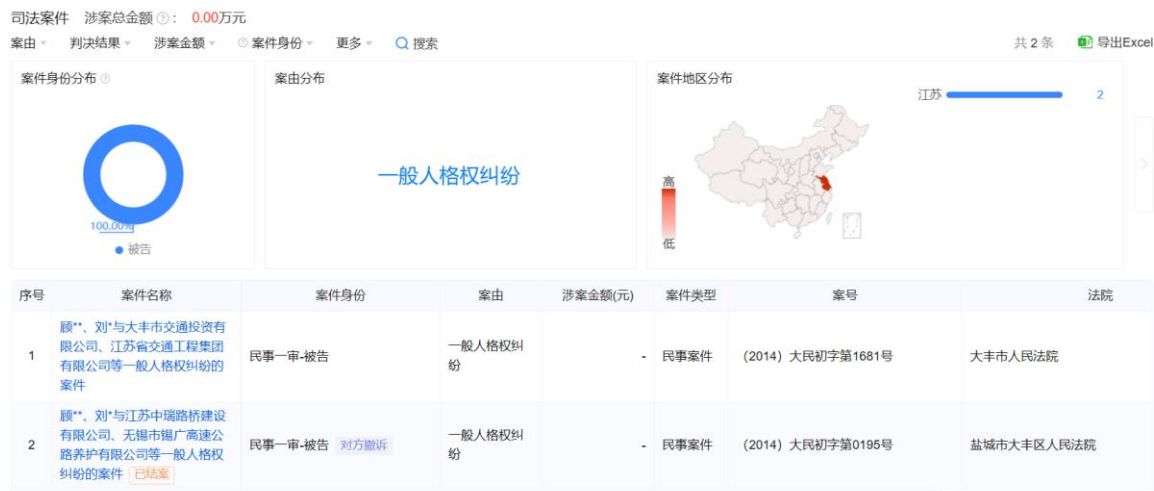 司法案件 涉案总金额 ? : 0.00万元
案由 判决结果 涉案金额 ? 案件身份 更多 搜索 共 2 条 导出Excel
案件身份分布 ?
100.00%
被告
案由分布
一般人格权纠纷
案件地区分布
高
低
江苏 2
序号 案件名称 案件身份 案由 涉案金额(元) 案件类型 案号 法院
1
顾**、刘*与大丰市交通投资有
限公司、江苏省交通工程集团
有限公司等一般人格权纠纷的
案件
民事一审-被告
一般人格权纠
纷
-
民事案件
（2014）大民初字第1681号
大丰市人民法院
2
顾**、刘*与江苏中瑞路桥建设
有限公司、无锡市锡广高速公
路养护有限公司等一般人格权
纠纷的案件 已结案
民事一审-被告 对方撤诉
一般人格权纠
纷
-
民事案件
（2014）大民初字第0195号
盐城市大丰区人民法院